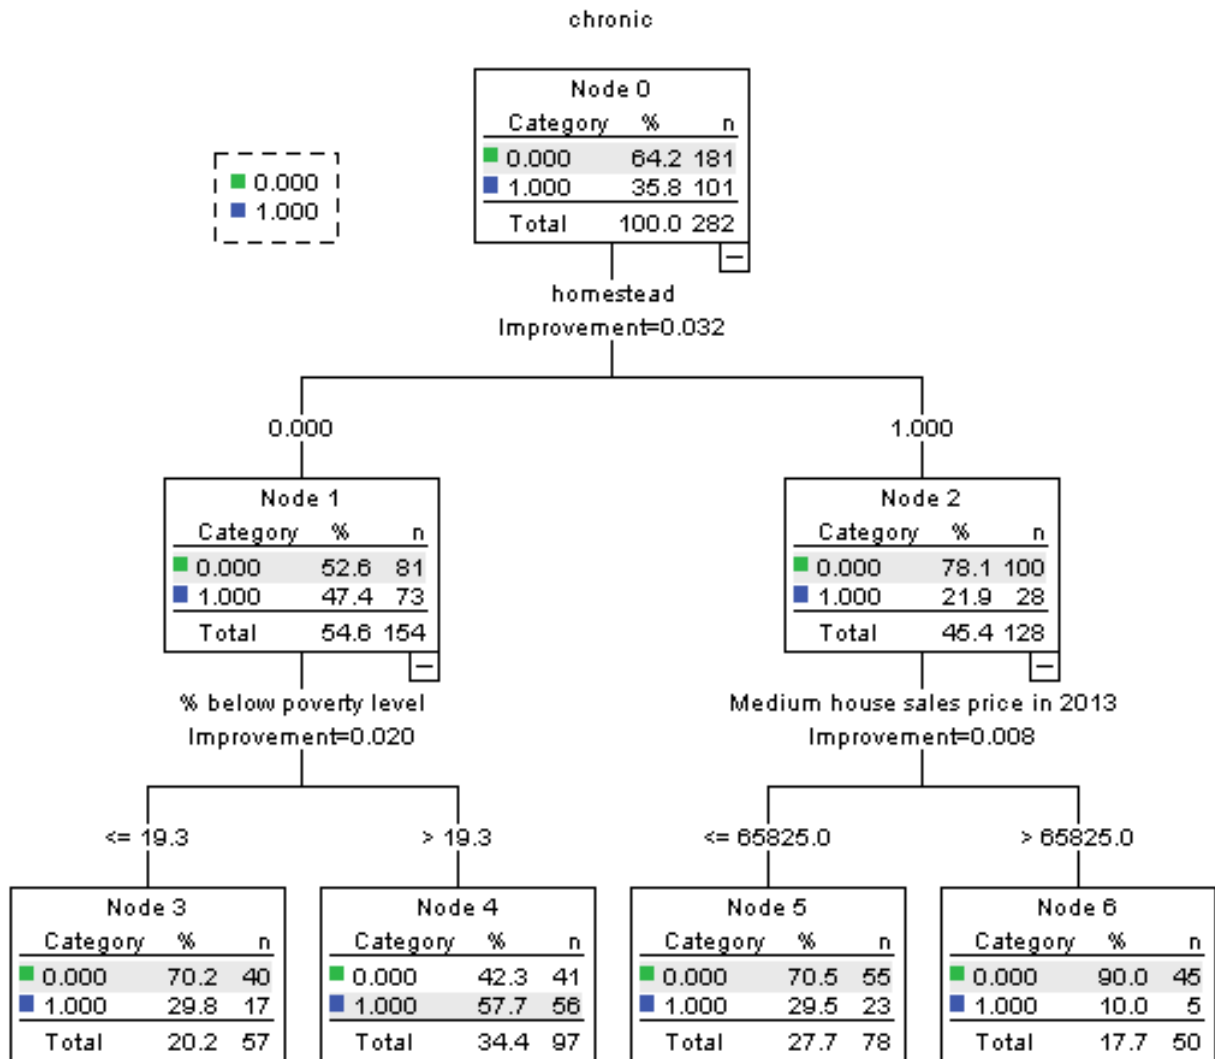 chronic
Node 0
Category % n
0.000 64.2 181
1.000 35.8 101
Total 100.0 282
0.000
1.000
homestead
Improvement=0.032
0.000
1.000
Node 1
Category % n
0.000 52.6 81
1.000 47.4 73
Total 54.6 154
Node 2
Category % n
0.000 78.1 100
1.000 21.9 28
Total 45.4 128
% below poverty level
Improvement=0.020
Medium house sales price in 2013
Improvement=0.008
<= 19.3
> 19.3
<= 65825.0
> 65825.0
Node 3
Category % n
0.000 70.2 40
1.000 29.8 17
Total 20.2 57
Node 4
Category % n
0.000 42.3 41
1.000 57.7 56
Total 34.4 97
Node 5
Category % n
0.000 70.5 55
1.000 29.5 23
Total 27.7 78
Node 6
Category % n
0.000 90.0 45
1.000 10.0 5
Total 17.7 50